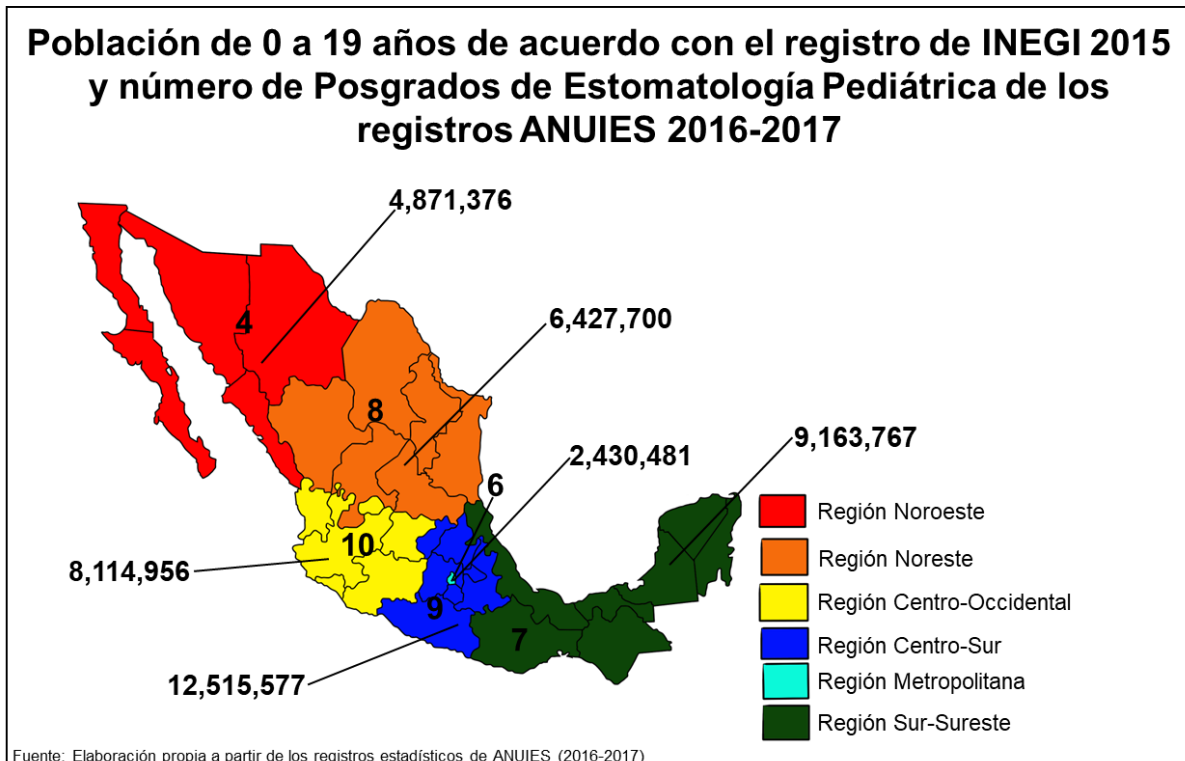 Población de 0 a 19 años de acuerdo con el registro de INEGI 2015
y número de Posgrados de Estomatología Pediátrica de los
registros ANUIES 2016-2017
4,871,376
4
6,427,700
8
9,163,767
2,430,481
6
10
8,114,956
9
7
12,515,577
Región Noroeste
Región Noreste
Región Centro-Occidental
Región Centro-Sur
Región Metropolitana
Región Sur-Sureste
Fuente: Elaboración propia a partir de los registros estadísticos de ANUIES (2016-2017)